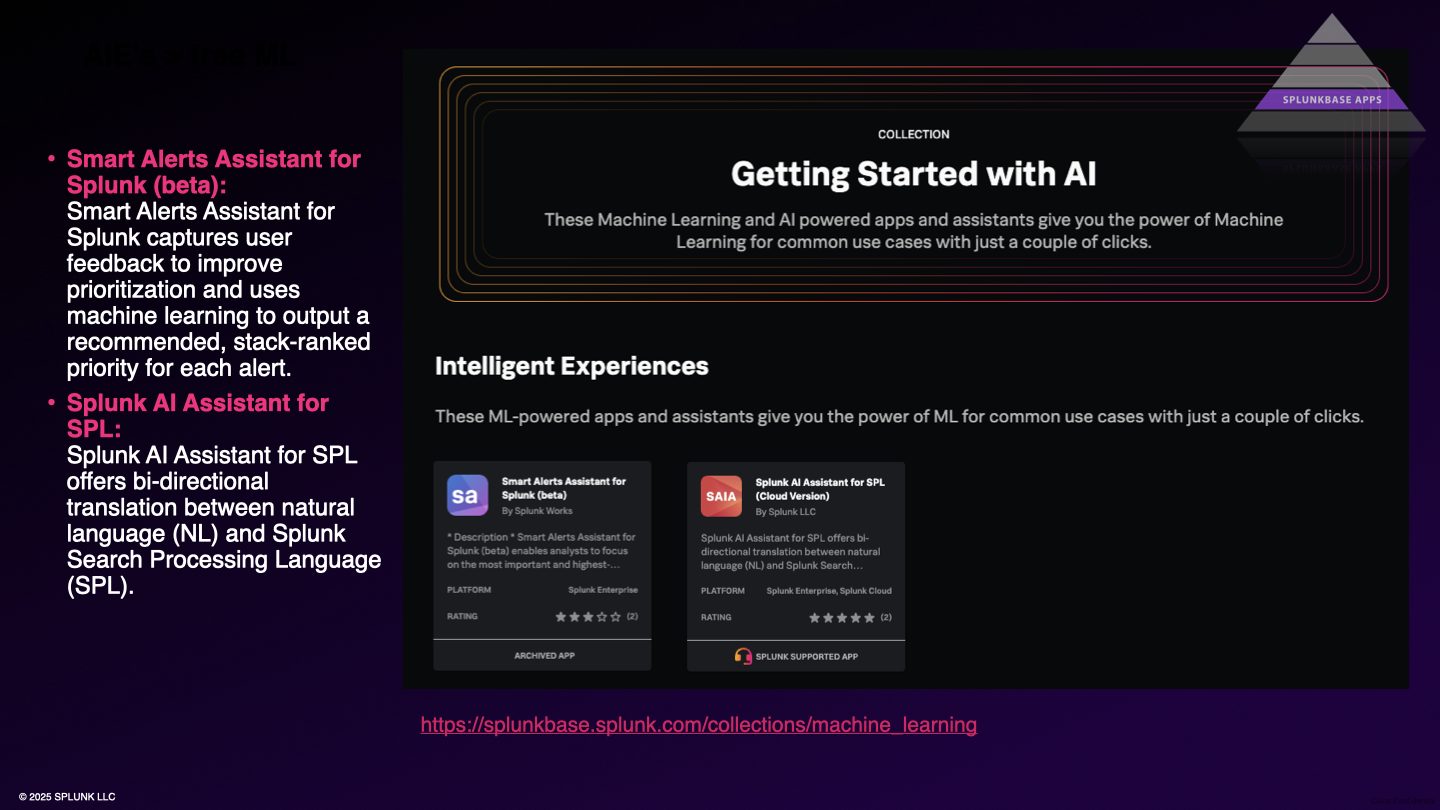 AIE's = free ML
• Smart Alerts Assistant for
Splunk (beta):
Smart Alerts Assistant for
Splunk captures user
feedback to improve
prioritization and uses
machine learning to output a
recommended, stack-ranked
priority for each alert.
• Splunk AI Assistant for
SPL:
Splunk AI Assistant for SPL
offers bi-directional
translation between natural
language (NL) and Splunk
Search Processing Language
(SPL).
SPLUNKBASE APPS
COLLECTION
Getting Started with AI
These Machine Learning and AI powered apps and assistants give you the power of Machine
Learning for common use cases with just a couple of clicks.
Intelligent Experiences
These ML-powered apps and assistants give you the power of ML for common use cases with just a couple of clicks.
sa
Smart Alerts Assistant for
Splunk (beta)
By Splunk Works
* Description * Smart Alerts Assistant for
Splunk (beta) enables analysts to focus
on the most important and highest-...
PLATFORM Splunk Enterprise
RATING (2)
ARCHIVED APP
SAIA
Splunk AI Assistant for SPL
(Cloud Version)
By Splunk LLC
Splunk AI Assistant for SPL offers bi-
directional translation between natural
language (NL) and Splunk Search...
PLATFORM Splunk Enterprise, Splunk Cloud
RATING (2)
SPLUNK SUPPORTED APP
https://splunkbase.splunk.com/collections/machine_learning
© 2025 SPLUNK LLC